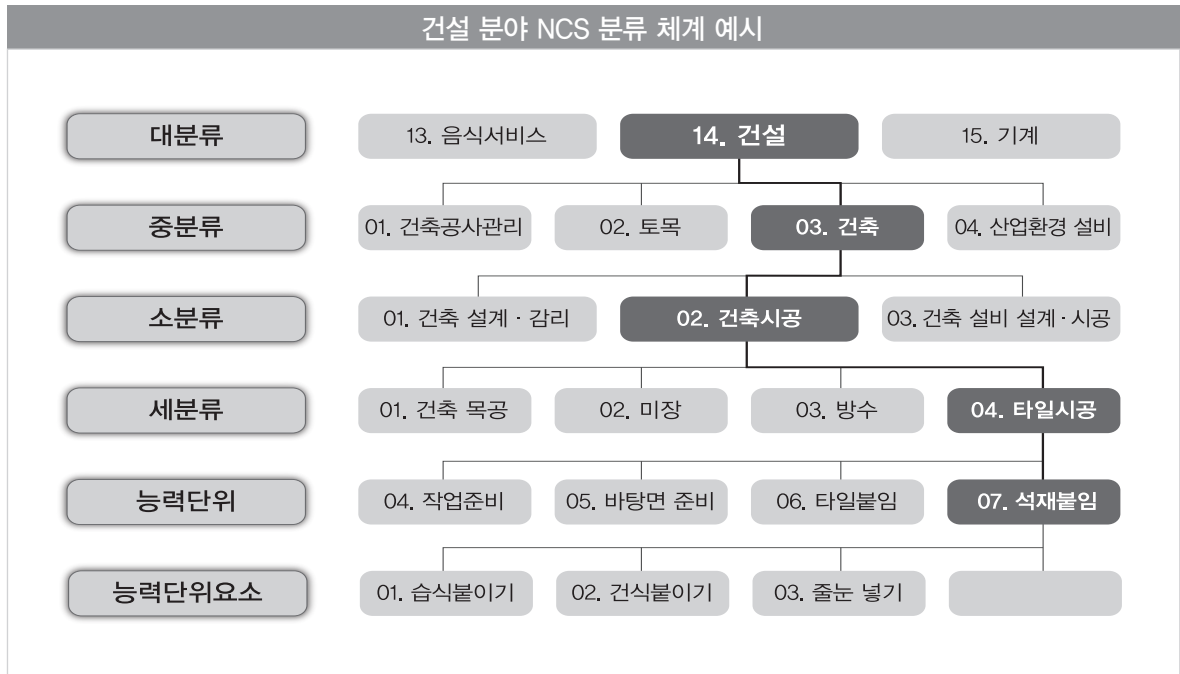 건설 분야 NCS 분류 체계 예시
대분류
13. 음식서비스
14. 건설
15. 기계
중분류
01. 건축공사관리
02. 토목
03. 건축
04. 산업환경 설비
소분류
01. 건축 설계 · 감리
02. 건축시공
03. 건축 설비 설계 · 시공
세분류
01. 건축 목공
02. 미장
03. 방수
04. 타일시공
능력단위
04. 작업준비
05. 바탕면 준비
06. 타일붙임
07. 석재붙임
능력단위요소
01. 습식붙이기
02. 건식붙이기
03. 줄눈 넣기